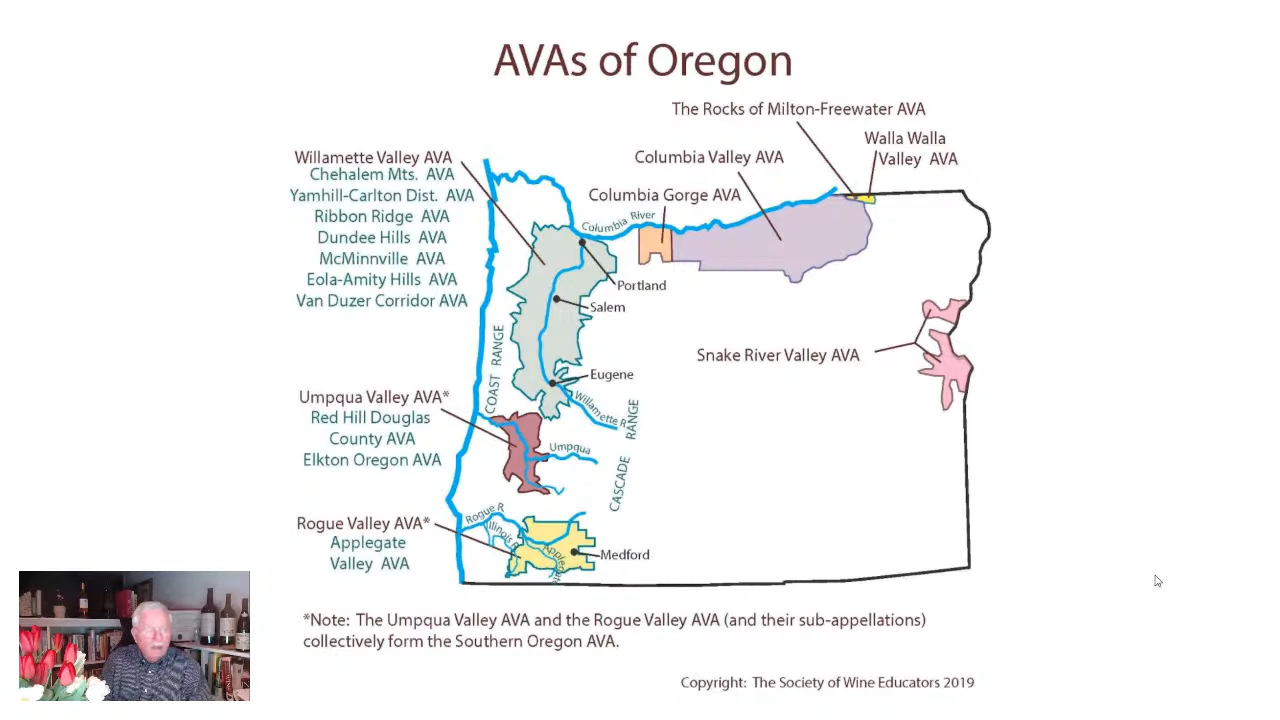 AVAs of Oregon
The Rocks of Milton-Freewater AVA
Walla Walla
Valley AVA
Columbia Valley AVA
Columbia Gorge AVA
Willamette Valley AVA
Chehalem Mts. AVA
Yamhill-Carlton Dist. AVA
Ribbon Ridge AVA
Dundee Hills AVA
McMinnville AVA
Eola-Amity Hills AVA
Van Duzer Corridor AVA
Columbia River
Portland
Salem
Snake River Valley AVA
COAST RANGE
Eugene
Willamette R
CASCADE RANGE
Umpqua Valley AVA*
Red Hill Douglas
County AVA
Elkton Oregon AVA
Umpqua
Rogue Valley AVA*
Applegate
Valley AVA
Rogue R
Illinois R
Applegate
Medford
*Note: The Umpqua Valley AVA and the Rogue Valley AVA (and their sub-appellations)
collectively form the Southern Oregon AVA.
Copyright: The Society of Wine Educators 2019